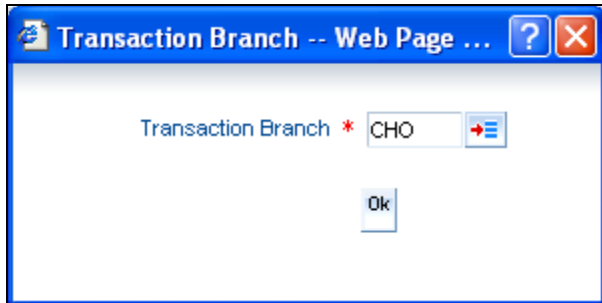 Transaction Branch -- Web Page ...
Transaction Branch * CHO
Ok